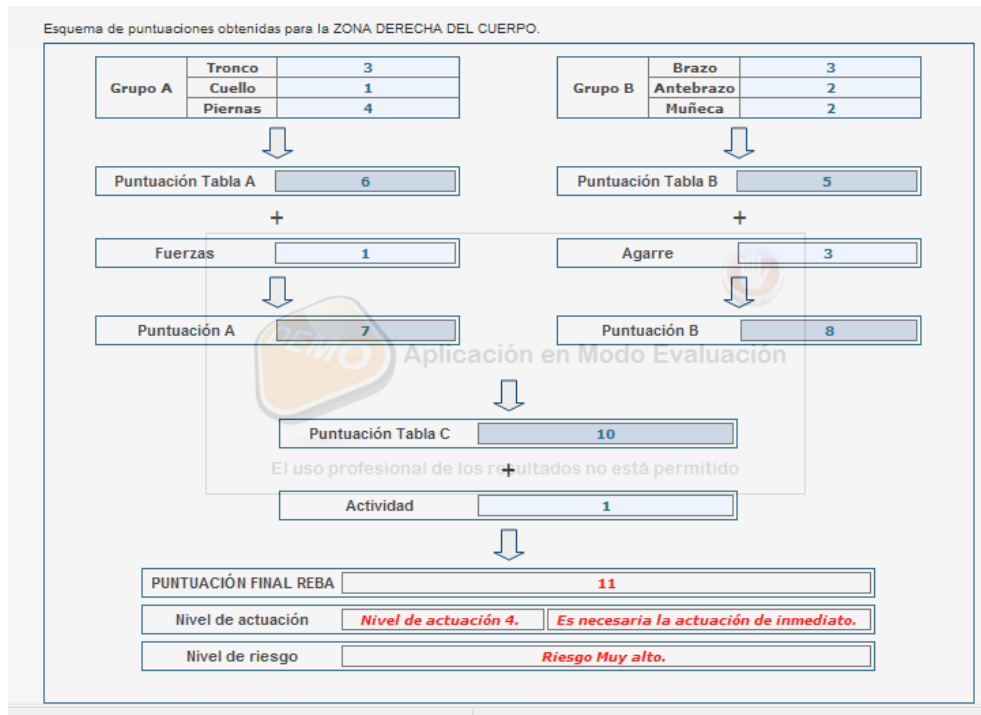 Esquema de puntuaciones obtenidas para la ZONA DERECHA DEL CUERPO.
Grupo A
Tronco 3
Cuello 1
Piernas 4
Grupo B
Brazo 3
Antebrazo 2
Muñeca 2
Puntuación Tabla A 6
Puntuación Tabla B 5
+
+
Fuerzas 1
Agarre 3
Puntuación A 7
Puntuación B 8
DEMO
Aplicación en Modo Evaluación
Puntuación Tabla C 10
El uso profesional de los resultados no está permitido
+
Actividad 1
PUNTUACIÓN FINAL REBA 11
Nivel de actuación Nivel de actuación 4. Es necesaria la actuación de inmediato.
Nivel de riesgo Riesgo Muy alto.